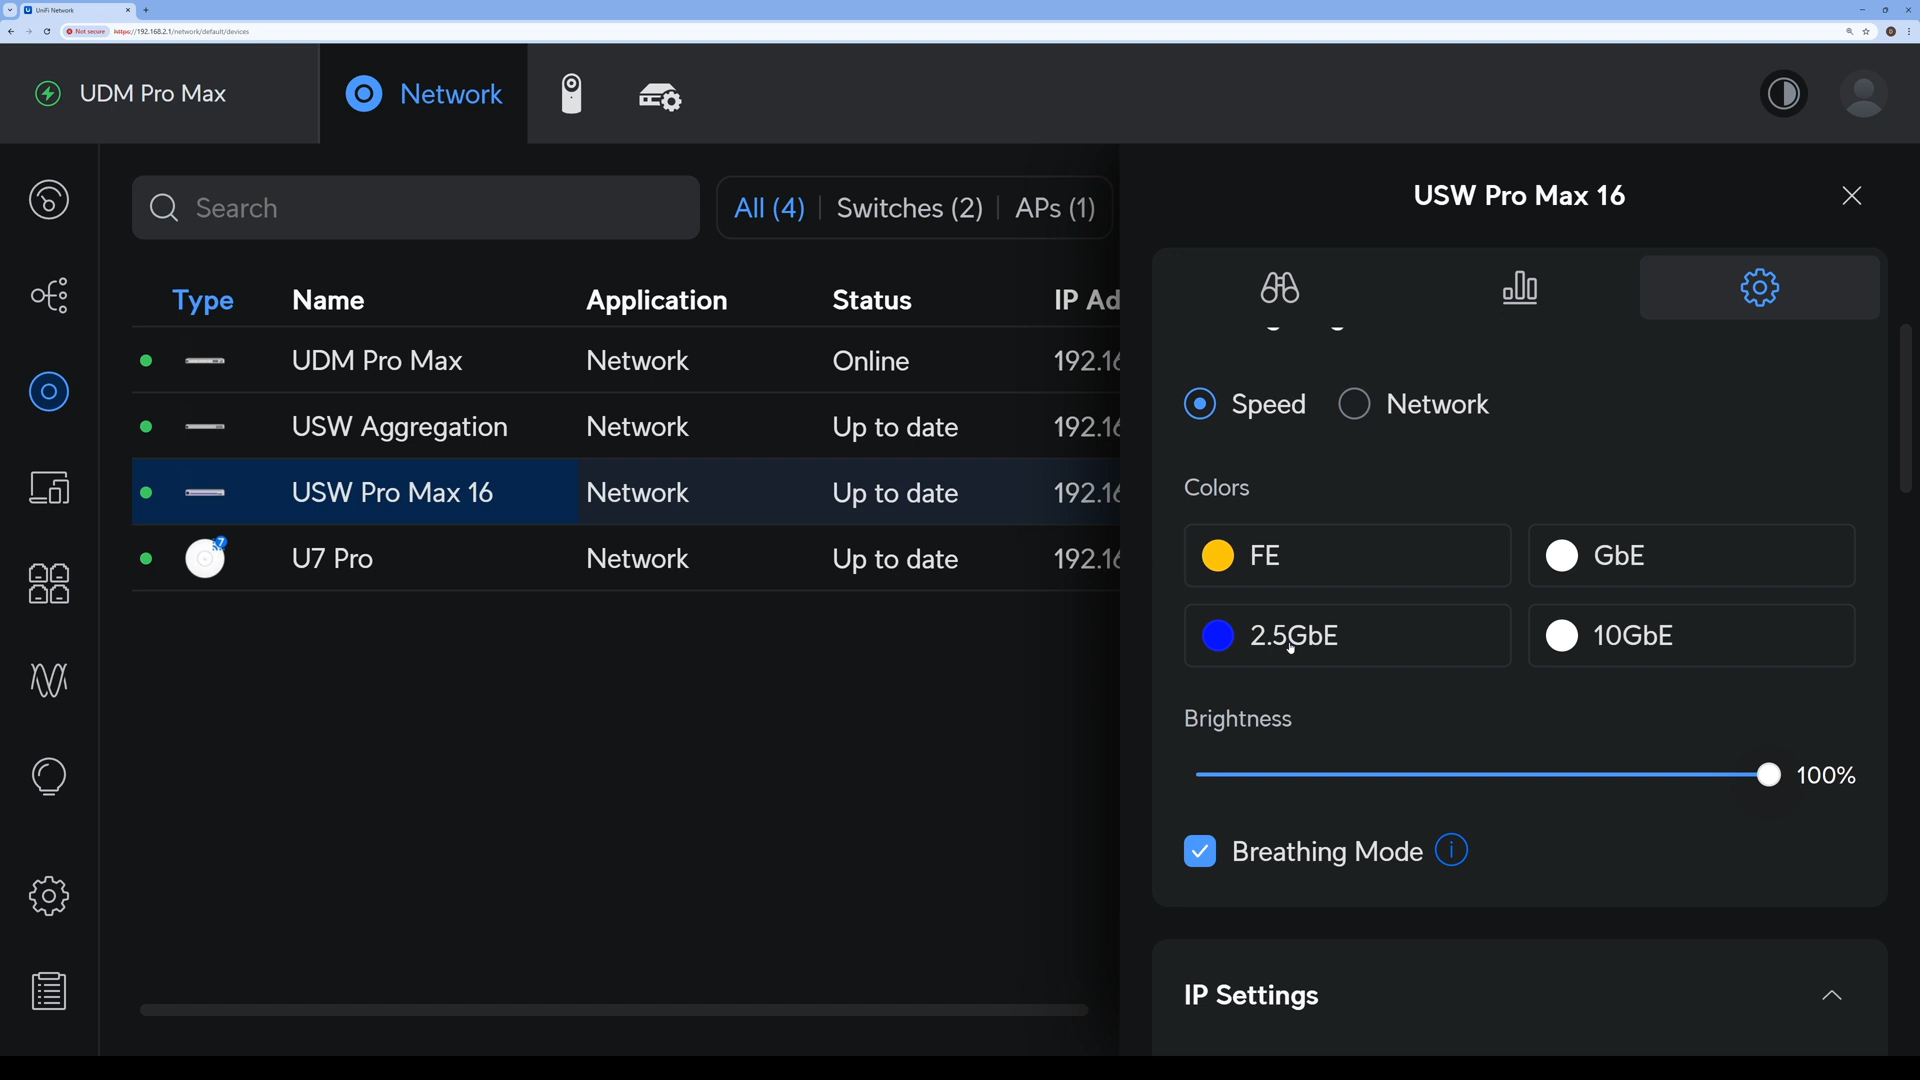 UniFi Network
Not secure https://192.168.2.1/network/default/devices
UDM Pro Max
Network
Search
All (4) Switches (2) APs (1)
Type Name Application Status IP Ad
UDM Pro Max Network Online 192.16
USW Aggregation Network Up to date 192.16
USW Pro Max 16 Network Up to date 192.16
7
U7 Pro Network Up to date 192.16
USW Pro Max 16
Speed Network
Colors
FE GbE
2.5GbE 10GbE
Brightness
100%
Breathing Mode
IP Settings